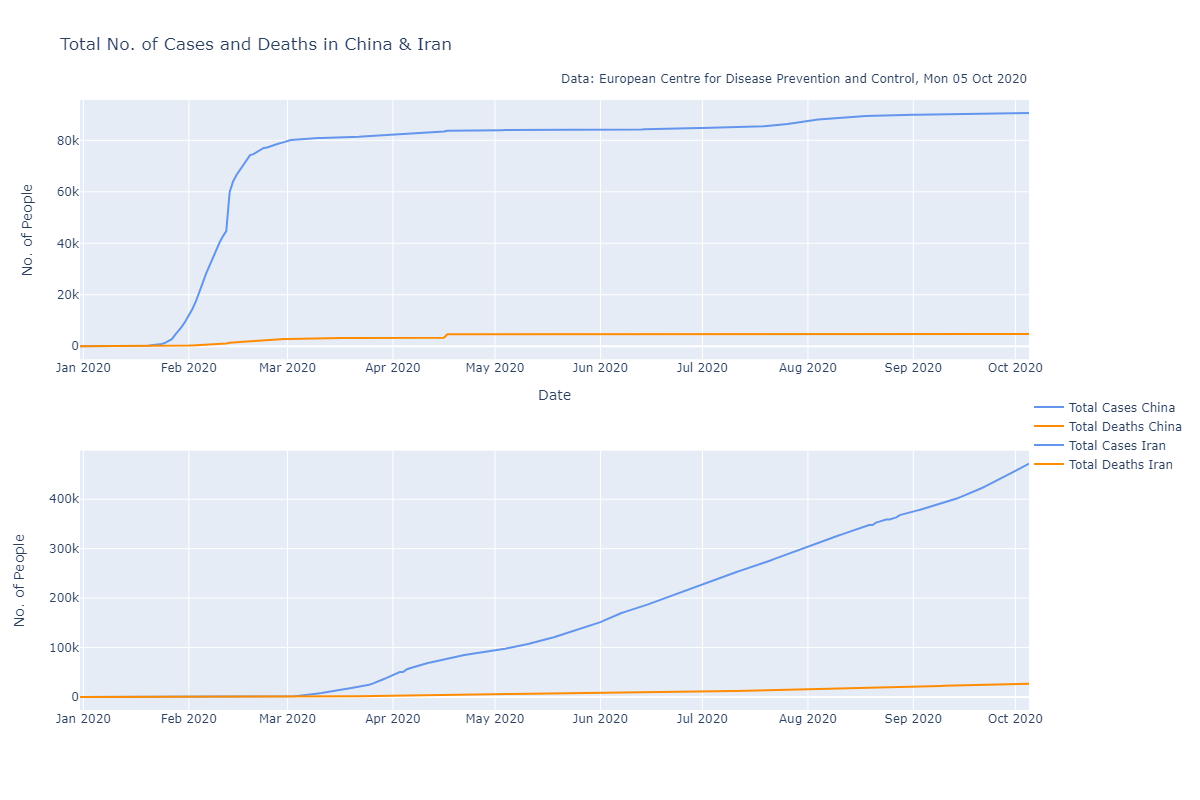 Total No. of Cases and Deaths in China & Iran
Data: European Centre for Disease Prevention and Control, Mon 05 Oct 2020
No. of People
80k
60k
40k
20k
0
Jan 2020 Feb 2020 Mar 2020 Apr 2020 May 2020 Jun 2020 Jul 2020 Aug 2020 Sep 2020 Oct 2020
Date
Total Cases China
Total Deaths China
Total Cases Iran
Total Deaths Iran
No. of People
400k
300k
200k
100k
0
Jan 2020 Feb 2020 Mar 2020 Apr 2020 May 2020 Jun 2020 Jul 2020 Aug 2020 Sep 2020 Oct 2020